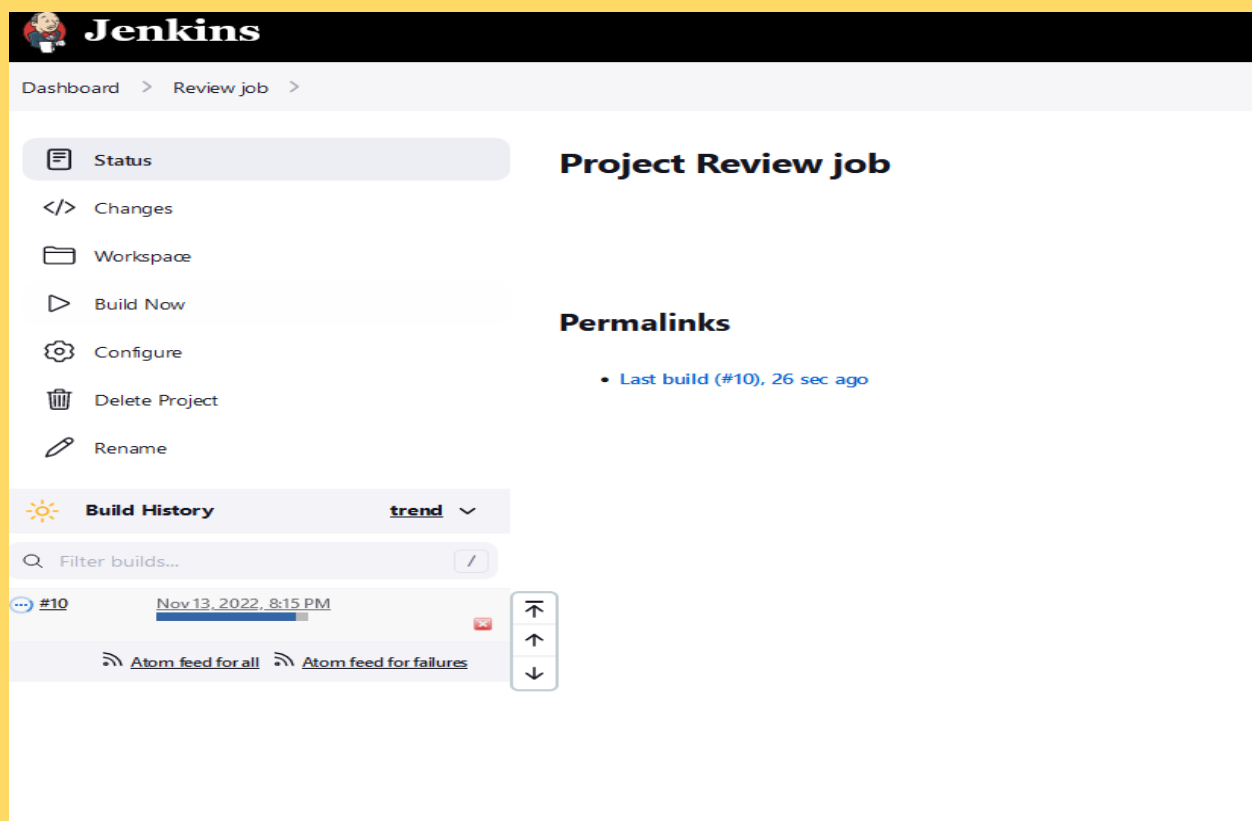 Jenkins
Dashboard > Review job >
Status
Changes
Workspace
Build Now
Configure
Delete Project
Rename
Build History trend
Filter builds... /
#10 Nov 13, 2022, 8:15 PM
Atom feed for all Atom feed for failures
Project Review job
Permalinks
• Last build (#10), 26 sec ago